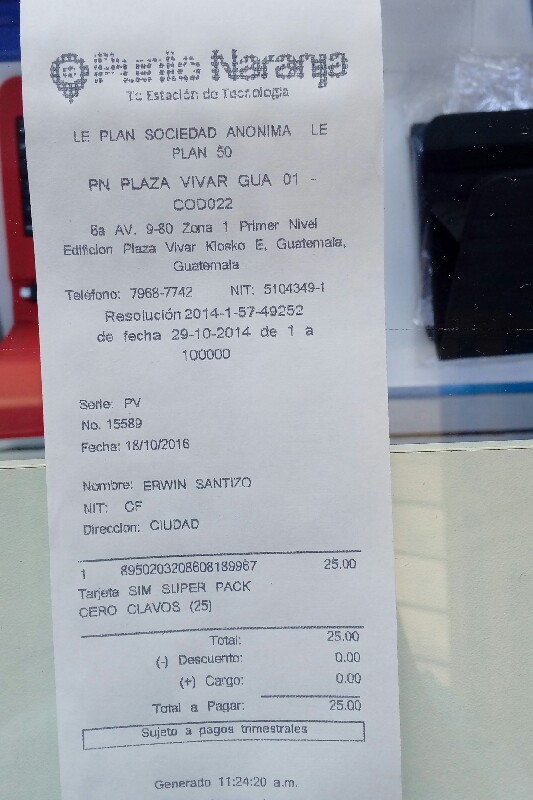 Punto Naranja
Tu Estación de Tecnología
LE PLAN SOCIEDAD ANONIMA LE
PLAN 50
PN PLAZA VIVAR GUA 01 -
COD022
6a AV. 9-80 Zona 1 Primer Nivel
Edificion Plaza Vivar Kiosko E, Guatemala,
Guatemala
Teléfono: 7968-7742 NIT: 5104349-1
Resolución 2014-1-57-49252
de fecha 29-10-2014 de 1 a
100000
Serie: PV
No. 15589
Fecha: 18/10/2016
Nombre: ERWIN SANTIZO
NIT: CF
Direccion: CIUDAD
1 8950203208608189967 25.00
Tarjeta SIM SUPER PACK
CERO CLAVOS (25)
Total: 25.00
(-) Descuento: 0.00
(+) Cargo: 0.00
Total a Pagar: 25.00
Sujeto a pagos trimestrales
Generado 11:24:20 a.m.